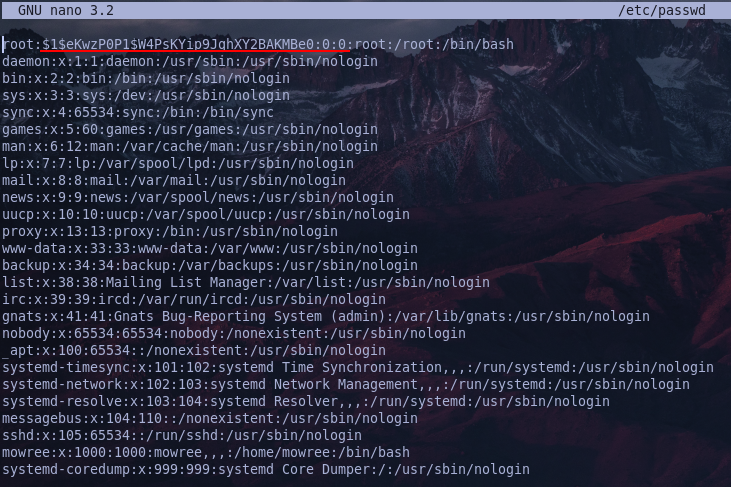 GNU nano 3.2 /etc/passwd
root:$1$eKwzP0P1$W4PsKYip9JqhXY2BAKMBe0:0:0:root:/root:/bin/bash
daemon:x:1:1:daemon:/usr/sbin:/usr/sbin/nologin
bin:x:2:2:bin:/bin:/usr/sbin/nologin
sys:x:3:3:sys:/dev:/usr/sbin/nologin
sync:x:4:65534:sync:/bin:/bin/sync
games:x:5:60:games:/usr/games:/usr/sbin/nologin
man:x:6:12:man:/var/cache/man:/usr/sbin/nologin
lp:x:7:7:lp:/var/spool/lpd:/usr/sbin/nologin
mail:x:8:8:mail:/var/mail:/usr/sbin/nologin
news:x:9:9:news:/var/spool/news:/usr/sbin/nologin
uucp:x:10:10:uucp:/var/spool/uucp:/usr/sbin/nologin
proxy:x:13:13:proxy:/bin:/usr/sbin/nologin
www-data:x:33:33:www-data:/var/www:/usr/sbin/nologin
backup:x:34:34:backup:/var/backups:/usr/sbin/nologin
list:x:38:38:Mailing List Manager:/var/list:/usr/sbin/nologin
irc:x:39:39:ircd:/var/run/ircd:/usr/sbin/nologin
gnats:x:41:41:Gnats Bug-Reporting System (admin):/var/lib/gnats:/usr/sbin/nologin
nobody:x:65534:65534:nobody:/nonexistent:/usr/sbin/nologin
_apt:x:100:65534::/nonexistent:/usr/sbin/nologin
systemd-timesync:x:101:102:systemd Time Synchronization,,,:/run/systemd:/usr/sbin/nologin
systemd-network:x:102:103:systemd Network Management,,,:/run/systemd:/usr/sbin/nologin
systemd-resolve:x:103:104:systemd Resolver,,,:/run/systemd:/usr/sbin/nologin
messagebus:x:104:110::/nonexistent:/usr/sbin/nologin
sshd:x:105:65534::/run/sshd:/usr/sbin/nologin
mowree:x:1000:1000:mowree,,,:/home/mowree:/bin/bash
systemd-coredump:x:999:999:systemd Core Dumper:/:/usr/sbin/nologin